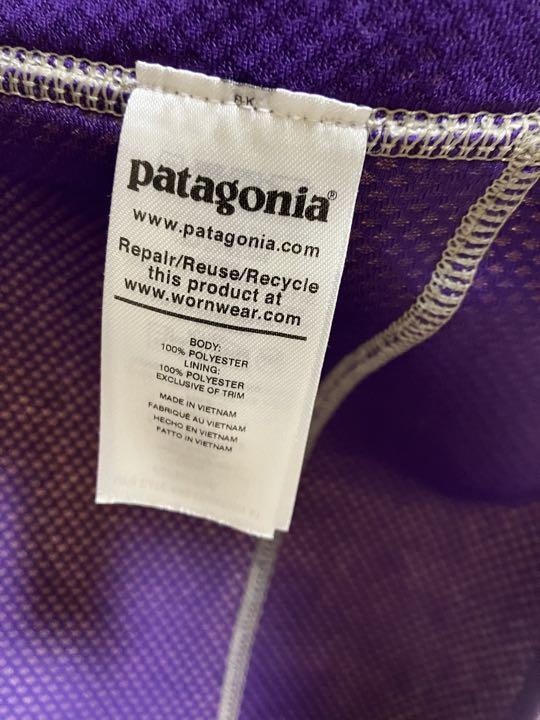 patagonia®
www.patagonia.com
Repair/Reuse/Recycle
this product at
www.wornwear.com
BODY:
100% POLYESTER
LINING:
100% POLYESTER
EXCLUSIVE OF TRIM
MADE IN VIETNAM
FABRIQUÉ AU VIETNAM
HECHO EN VIETNAM
FATTO IN VIETNAM